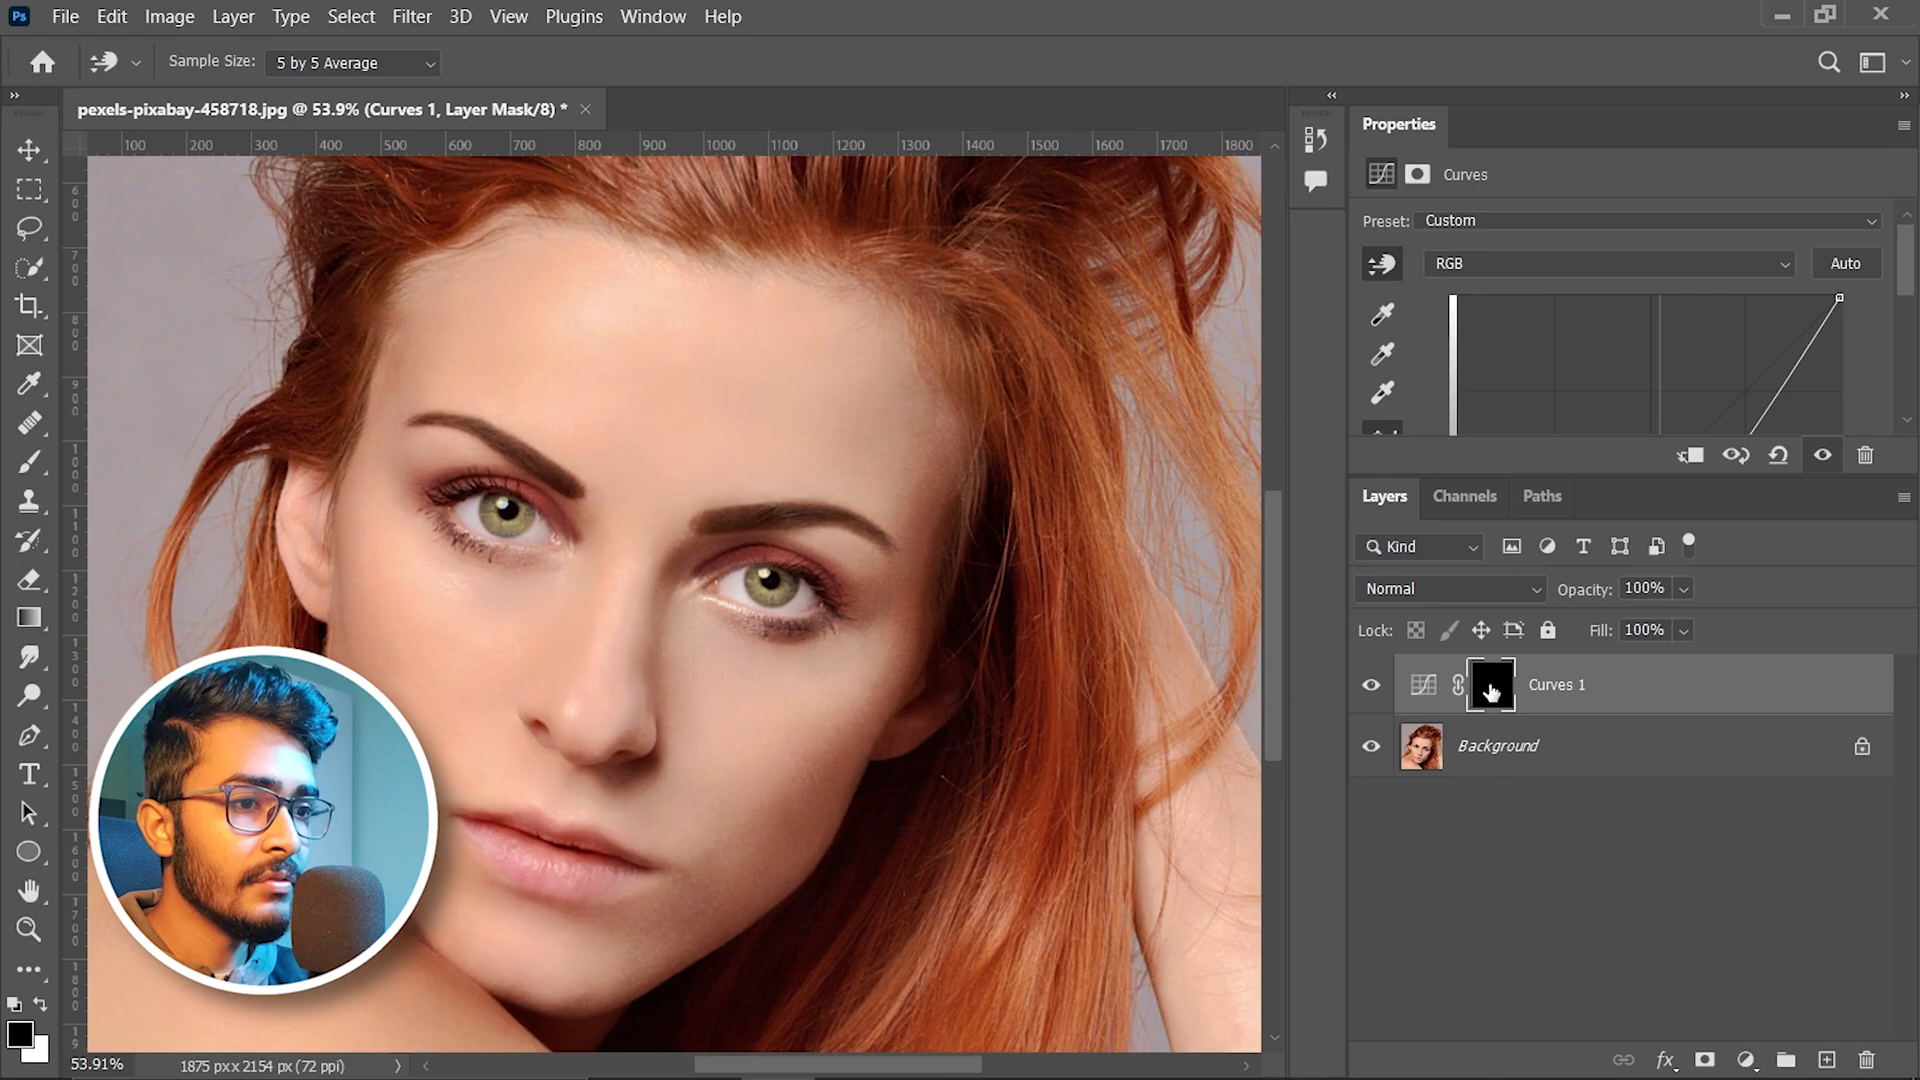 Ps File Edit Image Layer Type Select Filter 3D View Plugins Window Help
Sample Size: 5 by 5 Average
pexels-pixabay-458718.jpg @ 53.9% (Curves 1, Layer Mask/8) *
100 200 300 400 500 600 700 800 900 1000 1100 1200 1300 1400 1500 1600 1700 1800
Properties
Curves
Preset: Custom
RGB
Auto
Layers Channels Paths
Kind
Normal Opacity: 100%
Lock: Fill: 100%
Curves 1
Background
53.91% 1875 px x 2154 px (72 ppi)
fx